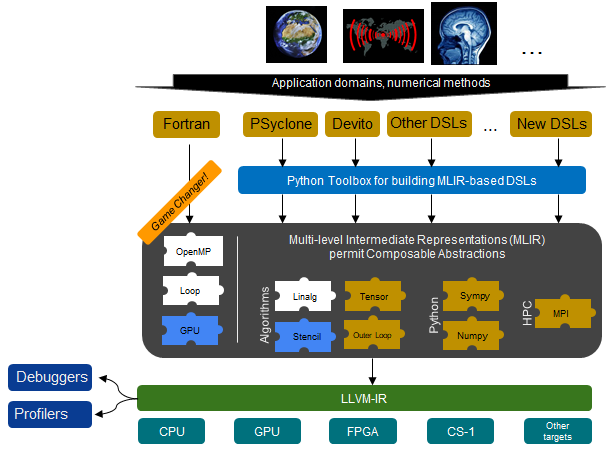 ...
Application domains, numerical methods
Fortran
PSyclone
Devito
Other DSLs
...
New DSLs
Game Changer!
Python Toolbox for building MLIR-based DSLs
Multi-level Intermediate Representations (MLIR)
permit Composable Abstractions
OpenMP
Loop
GPU
Algorithms
Linalg
Stencil
Tensor
Outer Loop
Python
Sympy
Numpy
HPC
MPI
Debuggers
Profilers
LLVM-IR
CPU
GPU
FPGA
CS-1
Other
targets